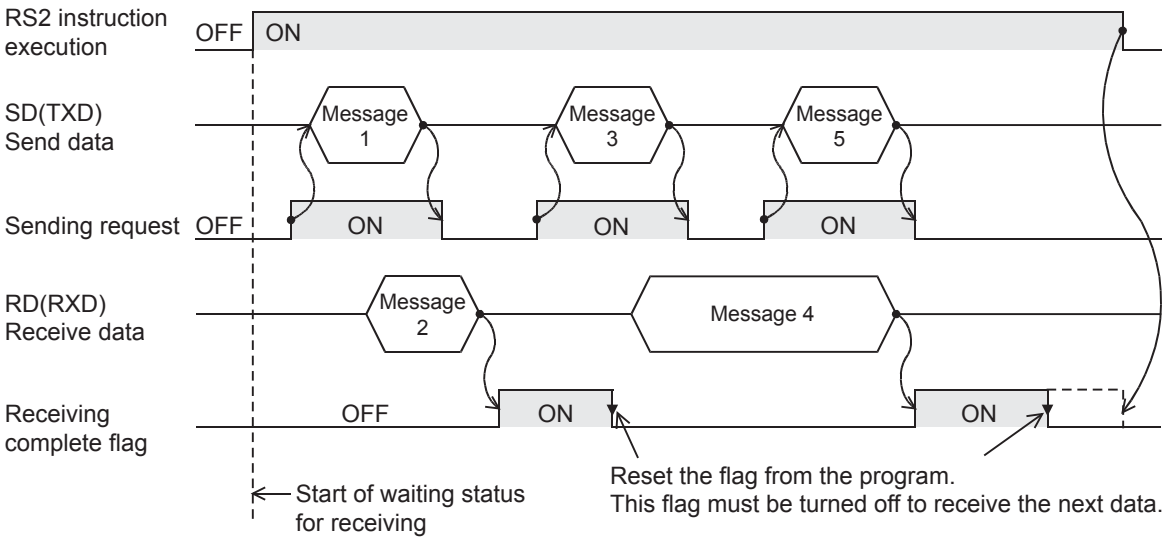 RS2 instruction
execution
OFF
ON
SD(TXD)
Send data
Message
1
Message
3
Message
5
Sending request
OFF
ON
ON
ON
RD(RXD)
Receive data
Message
2
Message 4
Receiving
complete flag
OFF
ON
ON
Reset the flag from the program.
This flag must be turned off to receive the next data.
Start of waiting status
for receiving